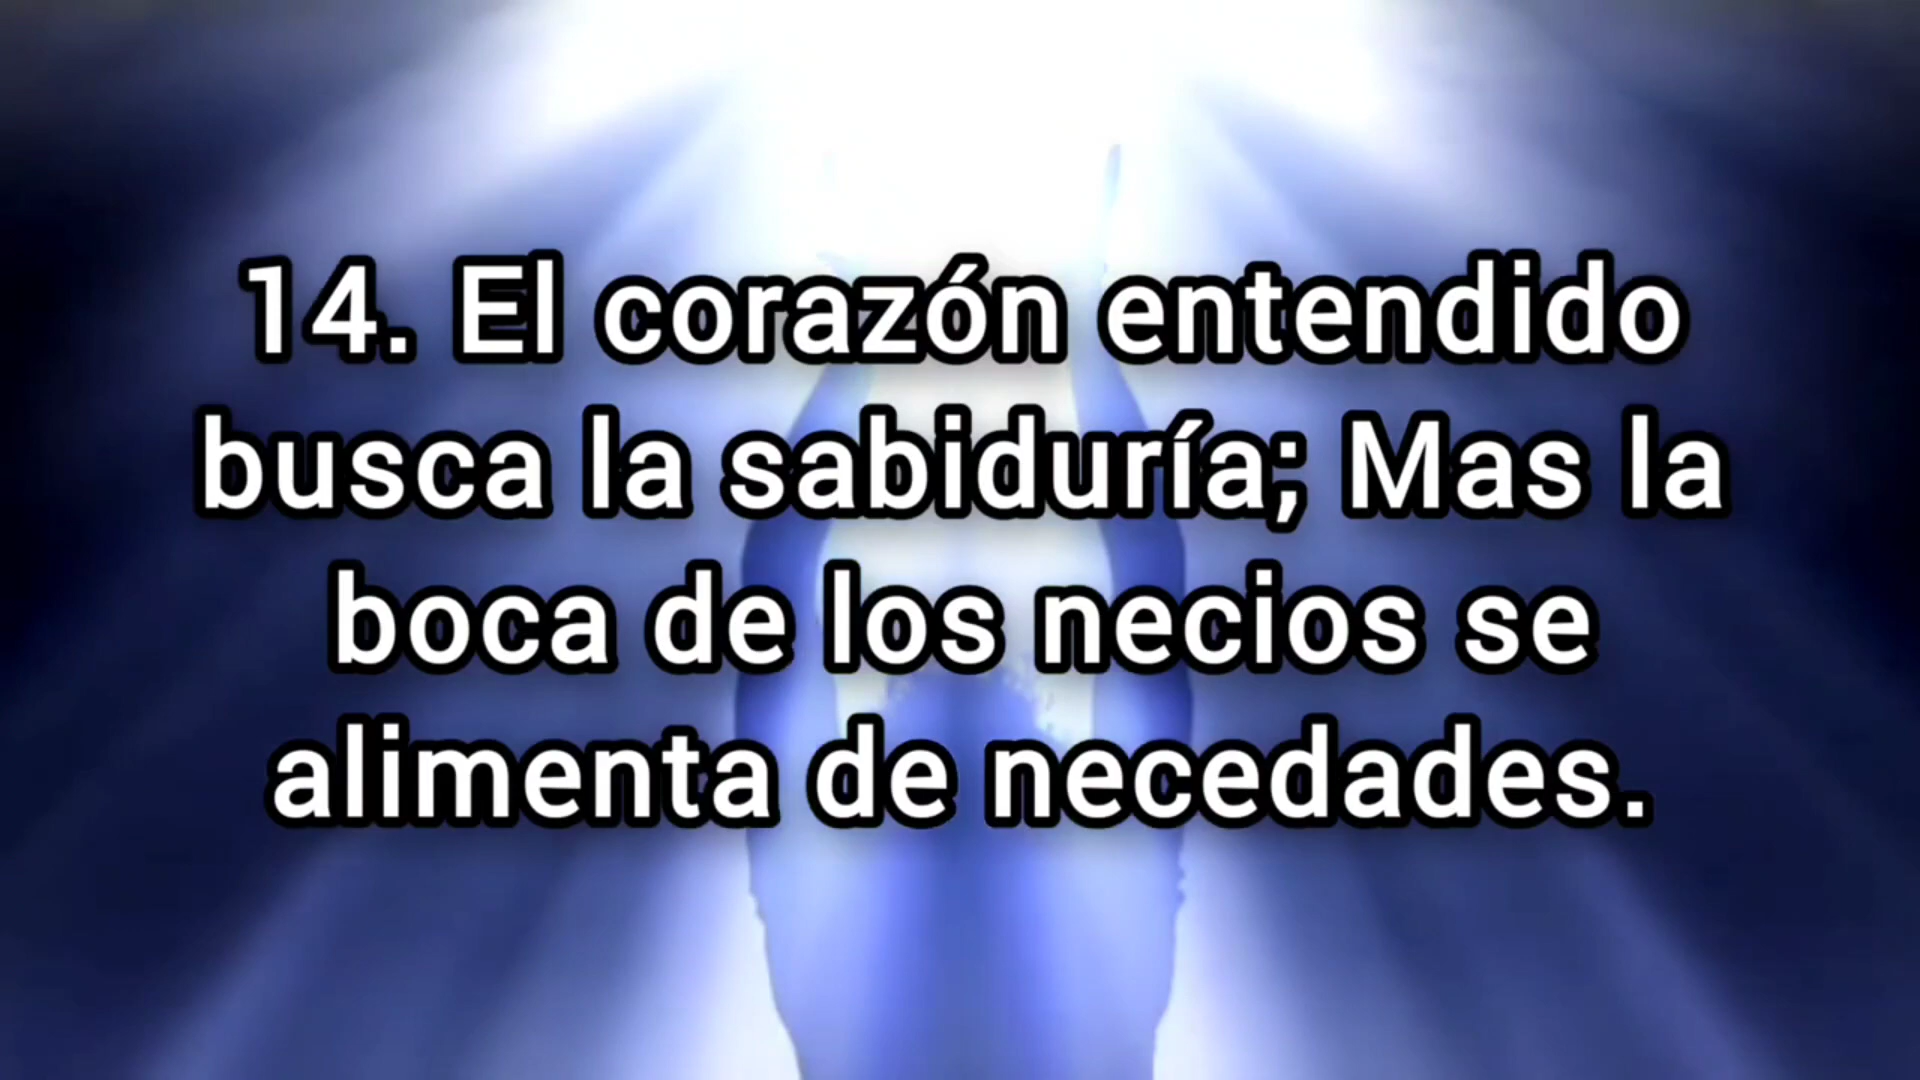 14. El corazón entendido
busca la sabiduría; Mas la
boca de los necios se
alimenta de necedades.